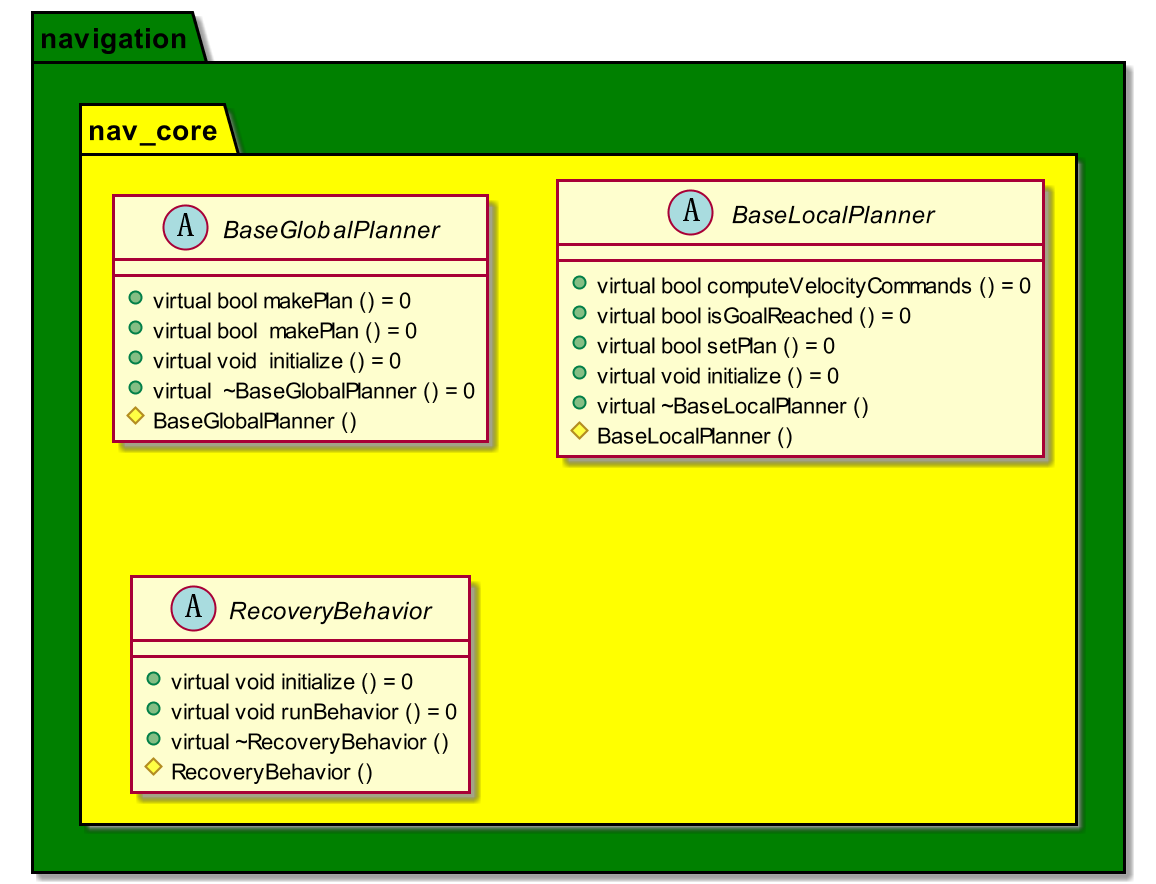 navigation
nav_core
A BaseGlobalPlanner
virtual bool makePlan () = 0
virtual bool  makePlan () = 0
virtual void  initialize () = 0
virtual  ~BaseGlobalPlanner () = 0
BaseGlobalPlanner ()
A BaseLocalPlanner
virtual bool computeVelocityCommands () = 0
virtual bool isGoalReached () = 0
virtual bool setPlan () = 0
virtual void initialize () = 0
virtual ~BaseLocalPlanner ()
BaseLocalPlanner ()
A RecoveryBehavior
virtual void initialize () = 0
virtual void runBehavior () = 0
virtual ~RecoveryBehavior ()
RecoveryBehavior ()